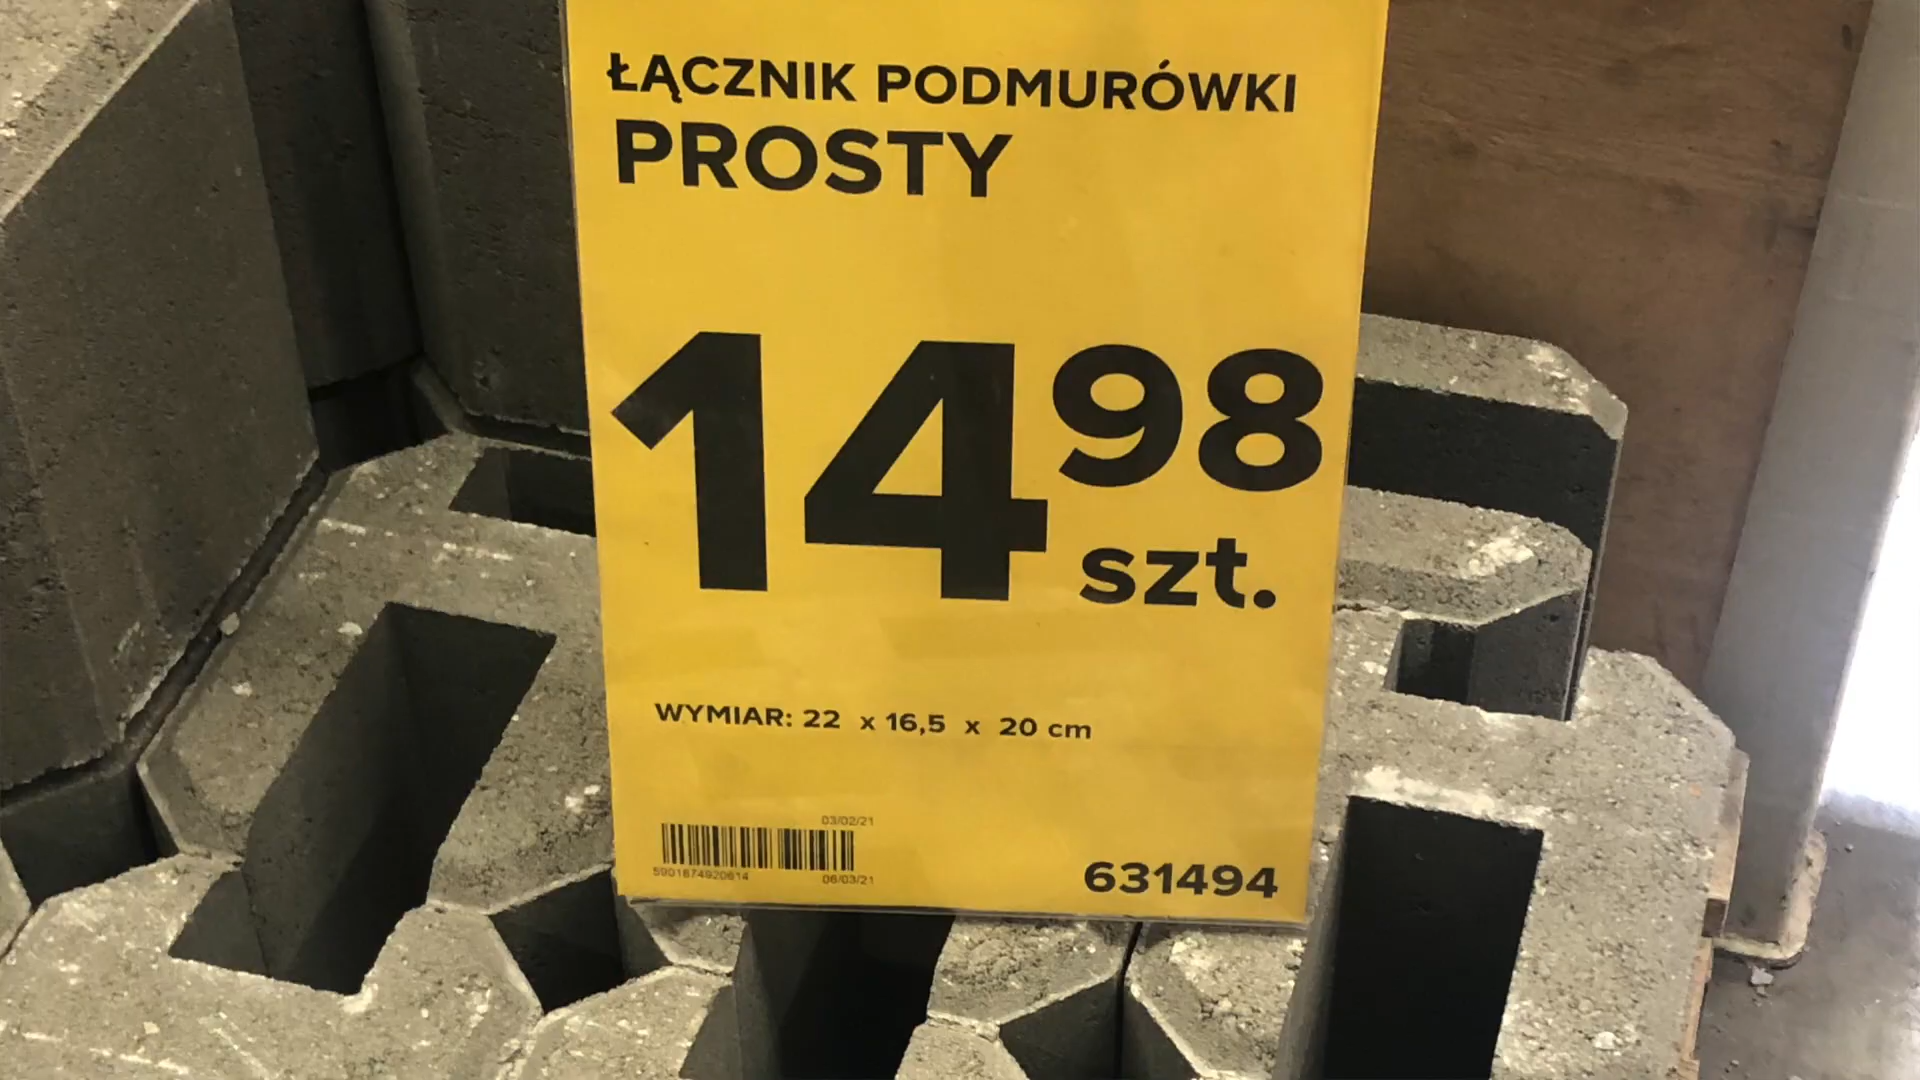 ŁĄCZNIK PODMURÓWKI
PROSTY
14 98
szt.
WYMIAR: 22 x 16,5 x 20 cm
03/02/21
5901874920614
06/03/21
631494